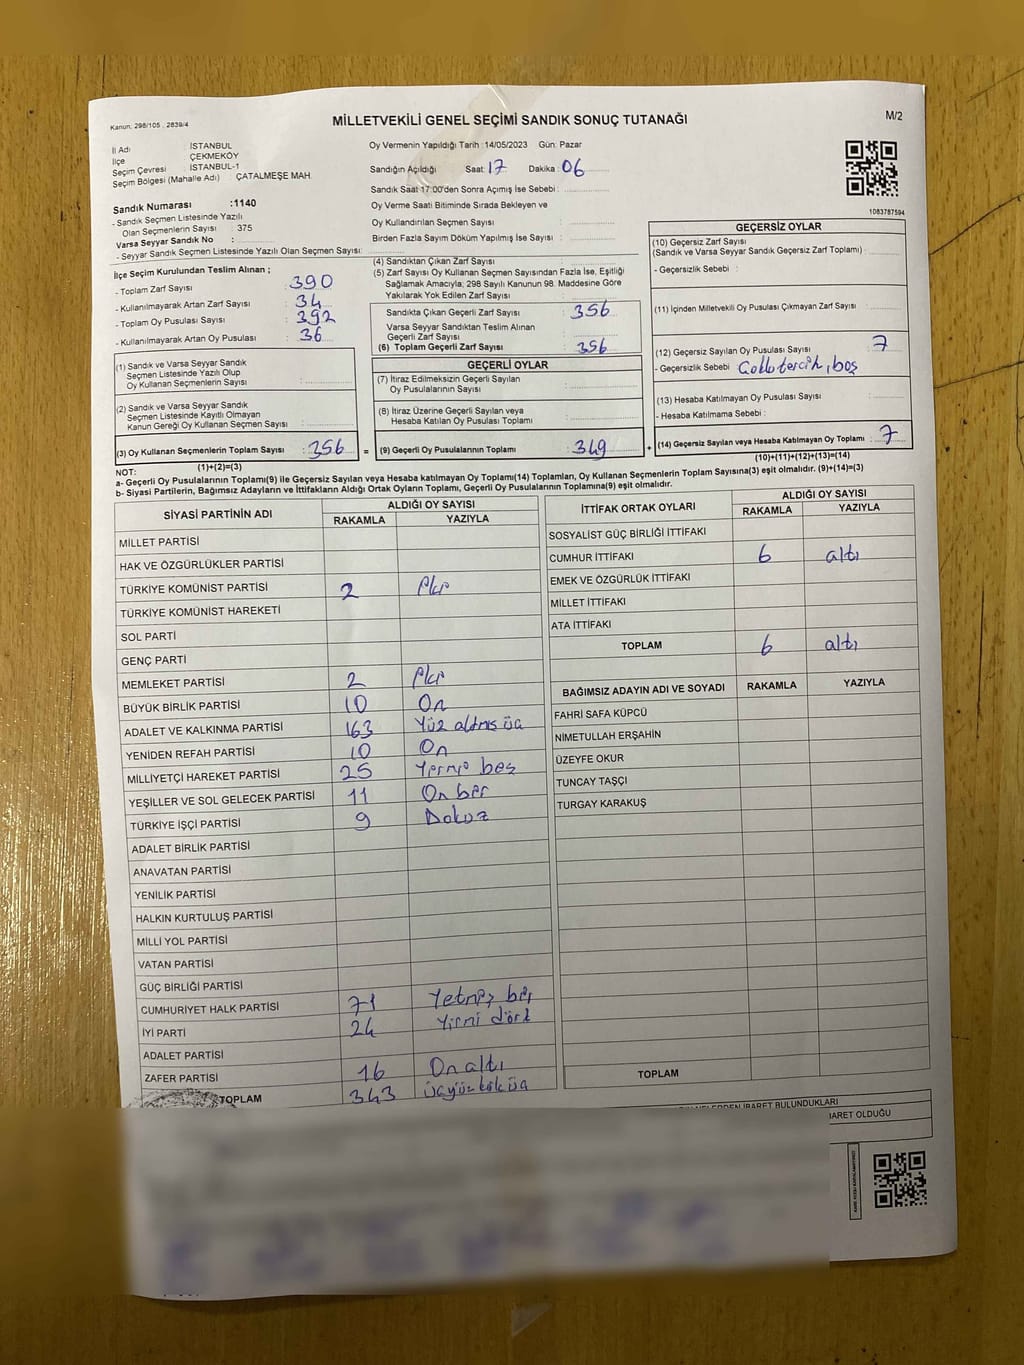 Kanun: 298/105 , 2839/4
MİLLETVEKİLİ GENEL SEÇİMİ SANDIK SONUÇ TUTANAĞI
M/2
İl Adı : İSTANBUL
İlçe : ÇEKMEKÖY
Seçim Çevresi : İSTANBUL-1
Seçim Bölgesi (Mahalle Adı) : ÇATALMEŞE MAH.
Sandık Numarası :1140
- Sandık Seçmen Listesinde Yazılı
Olan Seçmenlerin Sayısı : 375
Varsa Seyyar Sandık No :
- Seyyar Sandık Seçmen Listesinde Yazılı Olan Seçmen Sayısı:
Oy Vermenin Yapıldığı Tarih :14/05/2023 Gün: Pazar
Sandığın Açıldığı Saat: 17 Dakika: 06
Sandık Saat 17:00'den Sonra Açımış İse Sebebi :
Oy Verme Saati Bitiminde Sırada Bekleyen ve
Oy Kullandırılan Seçmen Sayısı :
Birden Fazla Sayım Döküm Yapılmış İse Sayısı :
1083787594
İlçe Seçim Kurulundan Teslim Alınan ;
- Toplam Zarf Sayısı : 390
- Kullanılmayarak Artan Zarf Sayısı : 34
- Toplam Oy Pusulası Sayısı : 392
- Kullanılmayarak Artan Oy Pusulası : 36
(4) Sandıktan Çıkan Zarf Sayısı :
(5) Zarf Sayısı Oy Kullanan Seçmen Sayısından Fazla İse, Eşitliği
Sağlamak Amacıyla; 298 Sayılı Kanunun 98. Maddesine Göre
Yakılarak Yok Edilen Zarf Sayısı :
Sandıkta Çıkan Geçerli Zarf Sayısı : 356
Varsa Seyyar Sandıktan Teslim Alınan
Geçerli Zarf Sayısı :
(6) Toplam Geçerli Zarf Sayısı : 356
GEÇERSİZ OYLAR
(10) Geçersiz Zarf Sayısı
(Sandık ve Varsa Seyyar Sandık Geçersiz Zarf Toplamı) :
- Geçersizlik Sebebi :
(11) İçinden Milletvekili Oy Pusulası Çıkmayan Zarf Sayısı :
(12) Geçersiz Sayılan Oy Pusulası Sayısı : 7
- Geçersizlik Sebebi : boş
(13) Hesaba Katılmayan Oy Pusulası Sayısı :
- Hesaba Katılmama Sebebi :
(14) Geçersiz Sayılan veya Hesaba Katılmayan Oy Toplamı : 7
(10)+(11)+(12)+(13)=(14)
(1) Sandık ve Varsa Seyyar Sandık
Seçmen Listesinde Yazılı Olup
Oy Kullanan Seçmenlerin Sayısı :
(2) Sandık ve Varsa Seyyar Sandık
Seçmen Listesinde Kayıtlı Olmayan
Kanun Gereği Oy Kullanan Seçmen Sayısı :
(3) Oy Kullanan Seçmenlerin Toplam Sayısı : 356 =
(1)+(2)=(3)
GEÇERLİ OYLAR
(7) İtiraz Edilmeksizin Geçerli Sayılan
Oy Pusulalarının Sayısı :
(8) İtiraz Üzerine Geçerli Sayılan veya
Hesaba Katılan Oy Pusulası Toplamı :
(9) Geçerli Oy Pusulalarının Toplamı : 349 +
NOT:
a- Geçerli Oy Pusulalarının Toplamı(9) ile Geçersiz Sayılan veya Hesaba katılmayan Oy Toplamı(14) Toplamları, Oy Kullanan Seçmenlerin Toplam Sayısına(3) eşit olmalıdır. (9)+(14)=(3)
b- Siyasi Partilerin, Bağımsız Adayların ve İttifakların Aldığı Ortak Oyların Toplamı, Geçerli Oy Pusulalarının Toplamına(9) eşit olmalıdır.
SİYASİ PARTİNİN ADI ALDIĞI OY SAYISI
RAKAMLA YAZIYLA
MİLLET PARTİSİ
HAK VE ÖZGÜRLÜKLER PARTİSİ
TÜRKİYE KOMÜNİST PARTİSİ 2 İki
TÜRKİYE KOMÜNİST HAREKETİ
SOL PARTİ
GENÇ PARTİ
MEMLEKET PARTİSİ 2 İki
BÜYÜK BİRLİK PARTİSİ 10 On
ADALET VE KALKINMA PARTİSİ 163 Yüz altmış üç
YENİDEN REFAH PARTİSİ 10 On
MİLLİYETÇİ HAREKET PARTİSİ 25 Yirmi beş
YEŞİLLER VE SOL GELECEK PARTİSİ 11 On bir
TÜRKİYE İŞÇİ PARTİSİ 9 Dokuz
ADALET BİRLİK PARTİSİ
ANAVATAN PARTİSİ
YENİLİK PARTİSİ
HALKIN KURTULUŞ PARTİSİ
MİLLİ YOL PARTİSİ
VATAN PARTİSİ
GÜÇ BİRLİĞİ PARTİSİ
CUMHURİYET HALK PARTİSİ 71 Yetmiş bir
İYİ PARTİ 24 Yirmi dört
ADALET PARTİSİ
ZAFER PARTİSİ 16 On altı
TOPLAM 343 üçyüz kırk üç
İTTİFAK ORTAK OYLARI ALDIĞI OY SAYISI
RAKAMLA YAZIYLA
SOSYALİST GÜÇ BİRLİĞİ İTTİFAKI
CUMHUR İTTİFAKI 6 altı
EMEK VE ÖZGÜRLÜK İTTİFAKI
MİLLET İTTİFAKI
ATA İTTİFAKI
TOPLAM 6 altı
BAĞIMSIZ ADAYIN ADI VE SOYADI RAKAMLA YAZIYLA
FAHRİ SAFA KÜPCÜ
NİMETULLAH ERŞAHİN
ÜZEYFE OKUR
TUNCAY TAŞÇI
TURGAY KARAKUŞ
TOPLAM
İBARET BULUNDUKLARI
İBARET OLDUĞU